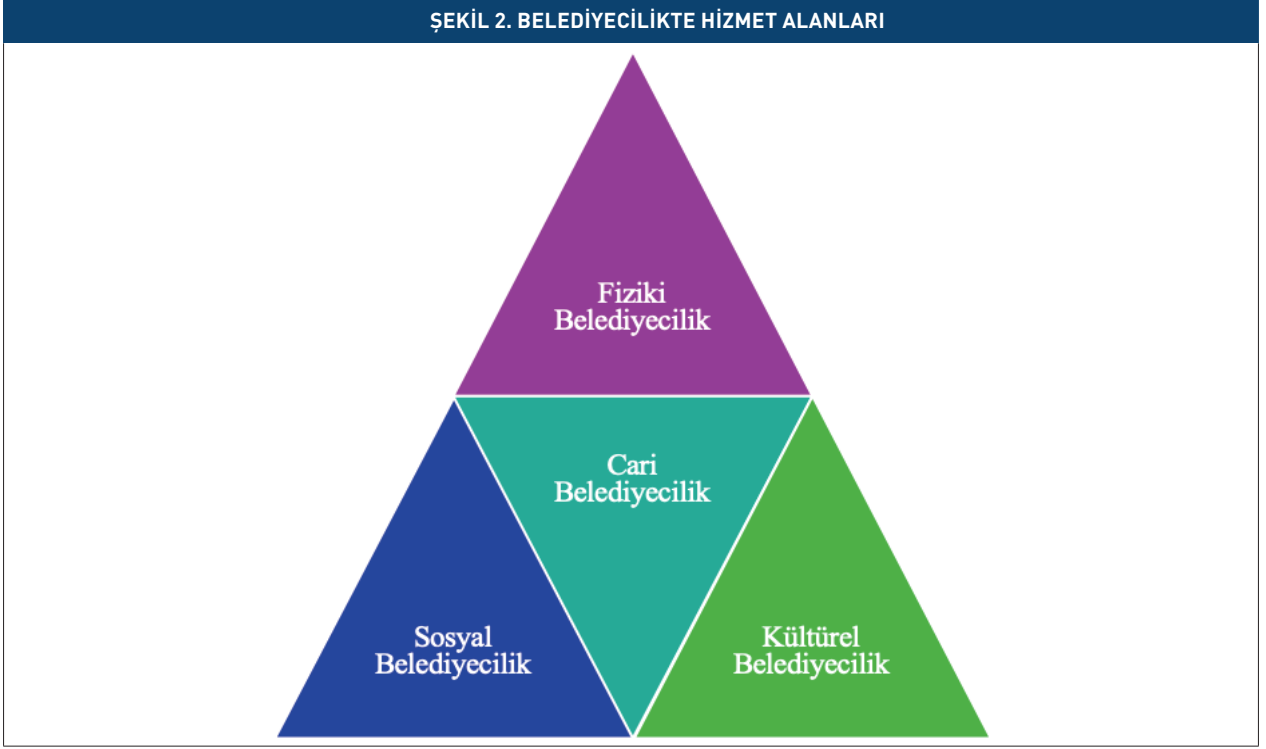 ŞEKİL 2. BELEDİYECİLİKTE HİZMET ALANLARI
Fiziki
Belediyecilik
Cari
Belediyecilik
Sosyal
Belediyecilik
Kültürel
Belediyecilik